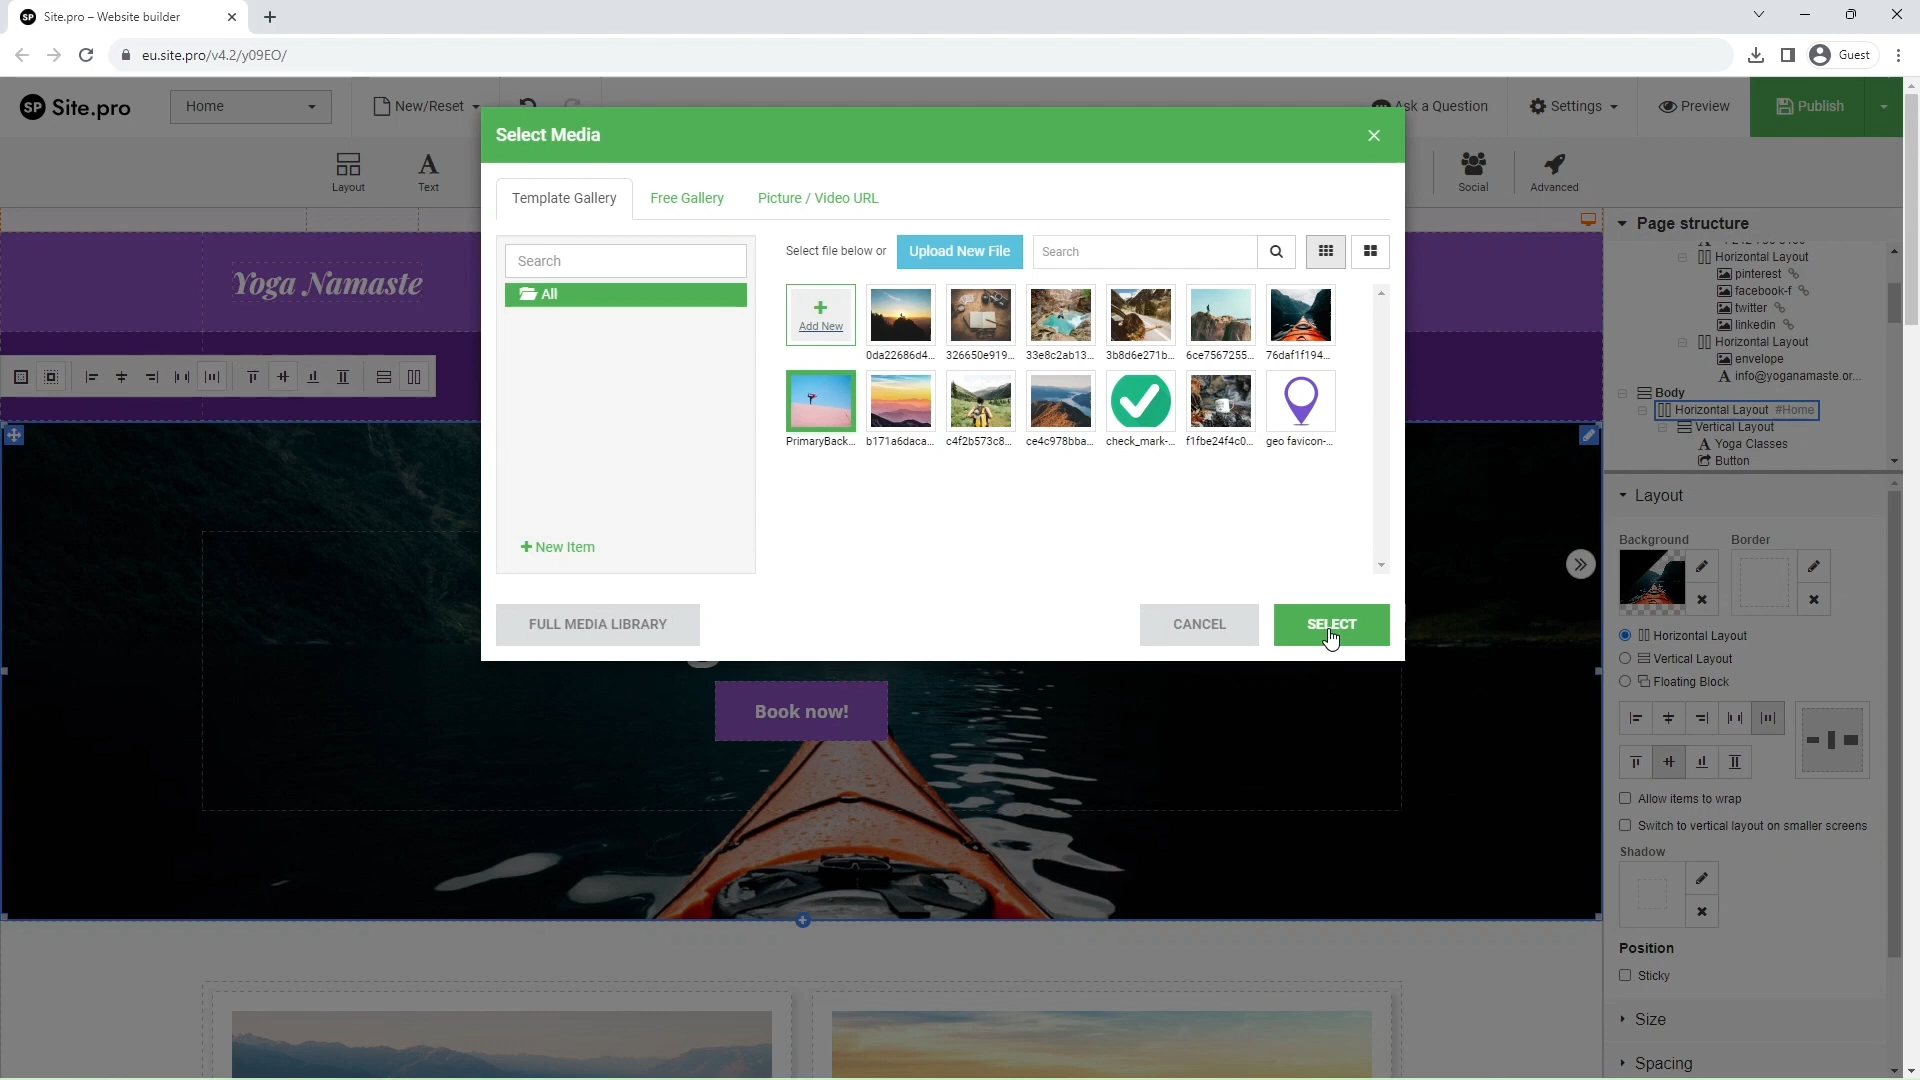 Site.pro – Website builder
eu.site.pro/v4.2/y09EO/
Guest
SP Site.pro
Home
New/Reset
Ask a Question
Settings
Preview
Publish
Layout
Text
Social
Advanced
Select Media
Template Gallery
Free Gallery
Picture / Video URL
Search
All
New Item
Select file below or
Upload New File
Search
Add New
0da22686d4...
326650e919...
33e8c2ab13...
3b8d6e271b...
6ce7567255...
76daf1f194...
PrimaryBack...
b171a6daca...
c4f2b573c8...
ce4c978bba...
check_mark-...
f1fbe24f4c0...
geo favicon-...
FULL MEDIA LIBRARY
CANCEL
SELECT
Yoga Namaste
Book now!
Page structure
Horizontal Layout
pinterest
facebook-f
twitter
linkedin
Horizontal Layout
envelope
info@yoganamaste.or...
Body
Horizontal Layout #Home
Vertical Layout
Yoga Classes
Button
Layout
Background
Border
Horizontal Layout
Vertical Layout
Floating Block
Allow items to wrap
Switch to vertical layout on smaller screens
Shadow
Position
Sticky
Size
Spacing